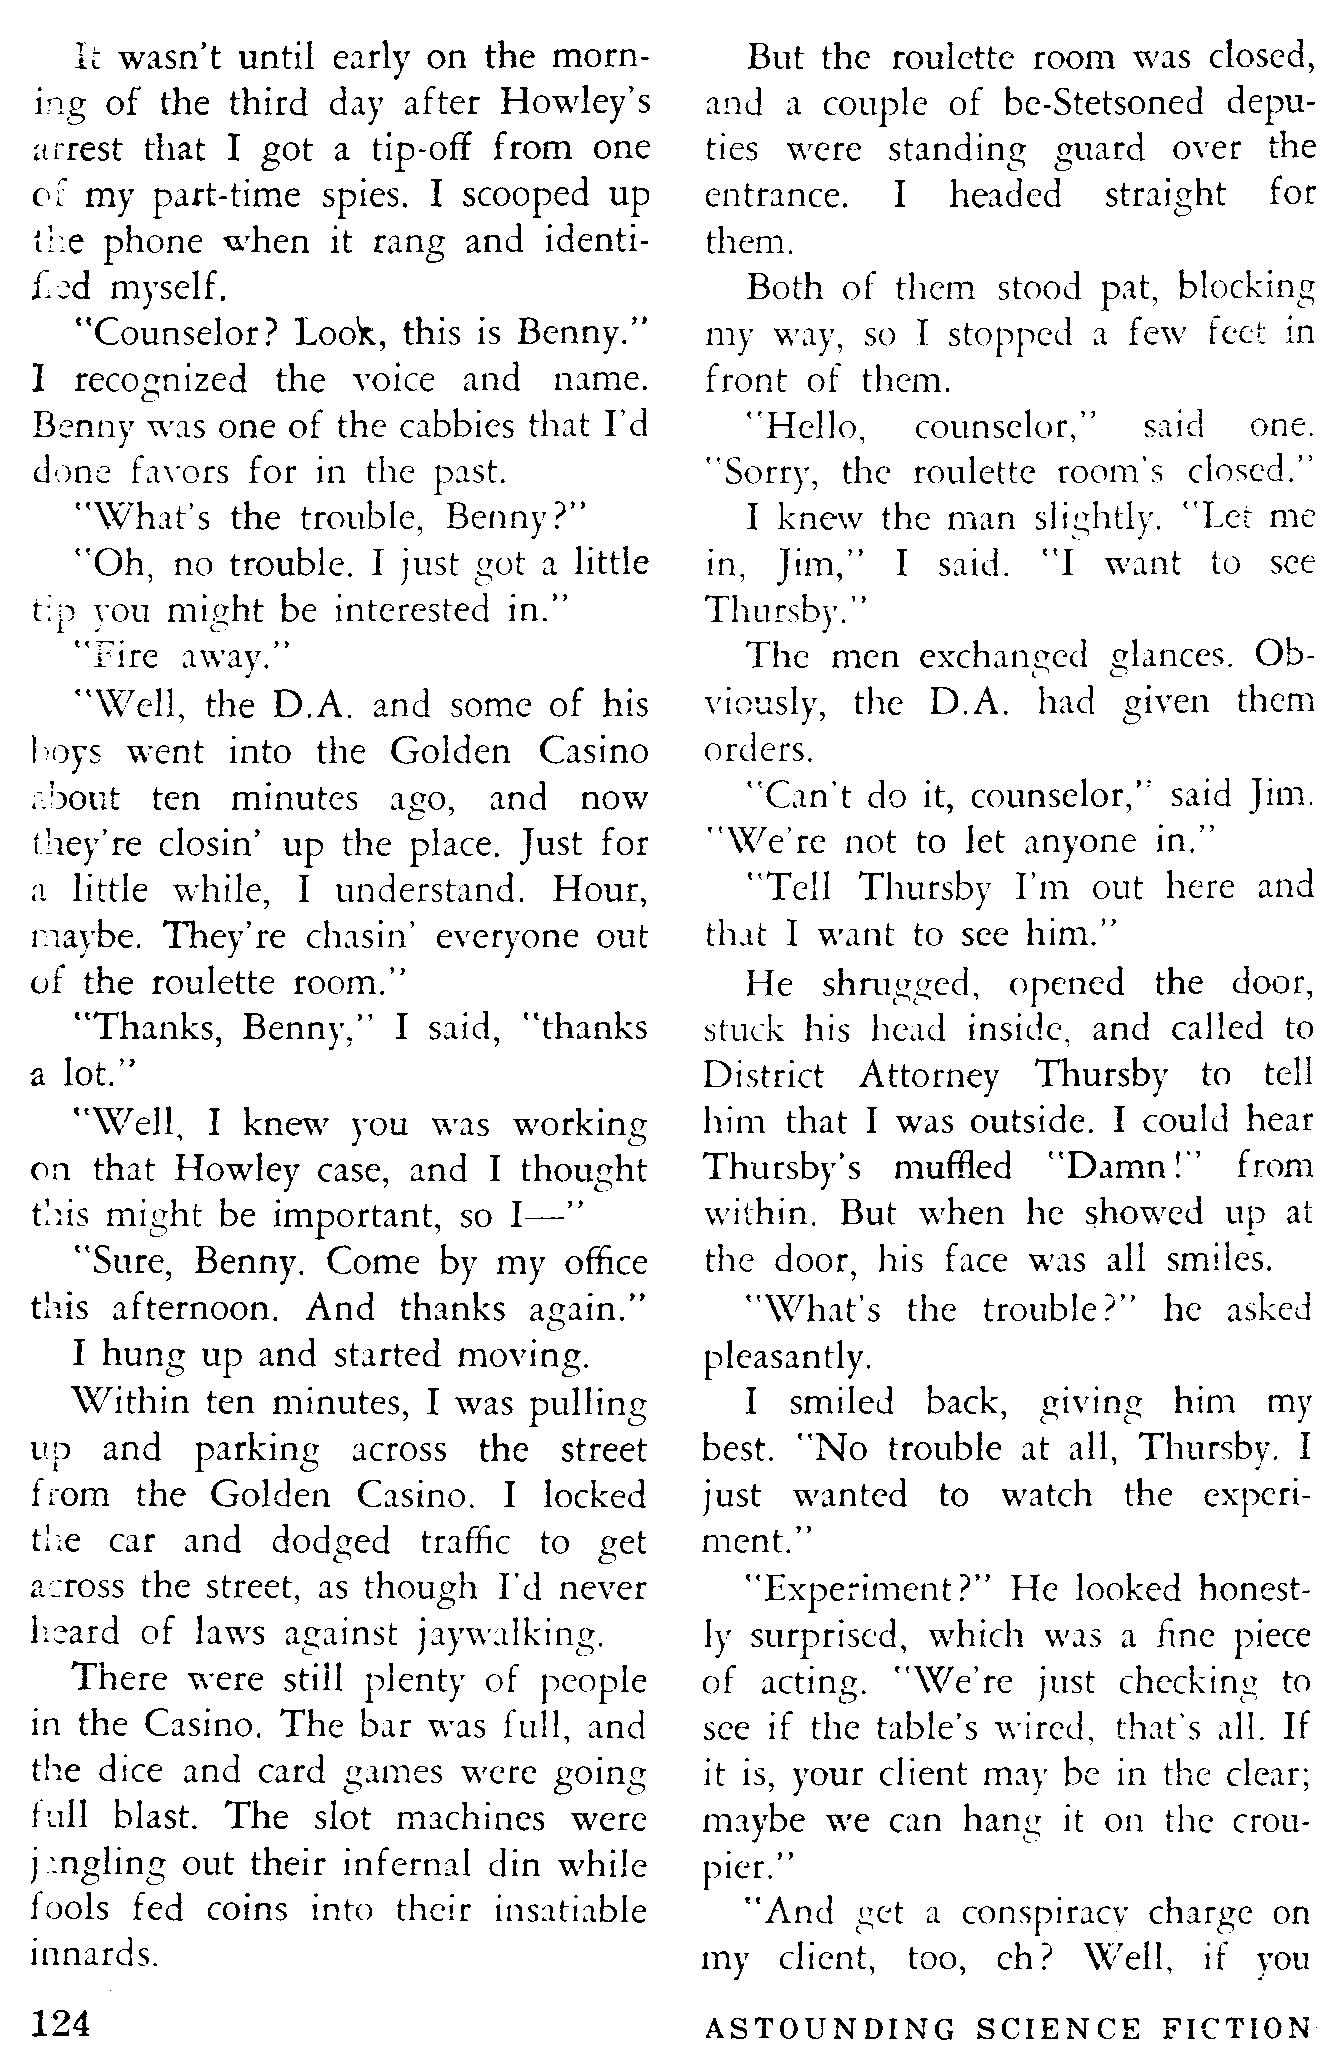 It wasn't until early on the morn-
ing of the third day after Howley's
arrest that I got a tip-off from one
of my part-time spies. I scooped up
the phone when it rang and identi-
fied myself.
"Counselor? Look, this is Benny."
I recognized the voice and name.
Benny was one of the cabbies that I'd
done favors for in the past.
"What's the trouble, Benny?"
"Oh, no trouble. I just got a little
tip you might be interested in."
"Fire away."
"Well, the D.A. and some of his
boys went into the Golden Casino
about ten minutes ago, and now
they're closin' up the place. Just for
a little while, I understand. Hour,
maybe. They're chasin' everyone out
of the roulette room."
"Thanks, Benny," I said, "thanks
a lot."
"Well, I knew you was working
on that Howley case, and I thought
this might be important, so I—"
"Sure, Benny. Come by my office
this afternoon. And thanks again."
I hung up and started moving.
Within ten minutes, I was pulling
up and parking across the street
from the Golden Casino. I locked
the car and dodged traffic to get
across the street, as though I'd never
heard of laws against jaywalking.
There were still plenty of people
in the Casino. The bar was full, and
the dice and card games were going
full blast. The slot machines were
jingling out their infernal din while
fools fed coins into their insatiable
innards.
But the roulette room was closed,
and a couple of be-Stetsoned depu-
ties were standing guard over the
entrance. I headed straight for
them.
Both of them stood pat, blocking
my way, so I stopped a few feet in
front of them.
"Hello, counselor," said one.
"Sorry, the roulette room's closed."
I knew the man slightly. "Let me
in, Jim," I said. "I want to see
Thursby."
The men exchanged glances. Ob-
viously, the D.A. had given them
orders.
"Can't do it, counselor," said Jim.
"We're not to let anyone in."
"Tell Thursby I'm out here and
that I want to see him."
He shrugged, opened the door,
stuck his head inside, and called to
District Attorney Thursby to tell
him that I was outside. I could hear
Thursby's muffled "Damn!" from
within. But when he showed up at
the door, his face was all smiles.
"What's the trouble?" he asked
pleasantly.
I smiled back, giving him my
best. "No trouble at all, Thursby. I
just wanted to watch the experi-
ment."
"Experiment?" He looked honest-
ly surprised, which was a fine piece
of acting. "We're just checking to
see if the table's wired, that's all. If
it is, your client may be in the clear;
maybe we can hang it on the crou-
pier."
"And get a conspiracy charge on
my client, too, eh? Well, if you
124
ASTOUNDING SCIENCE FICTION